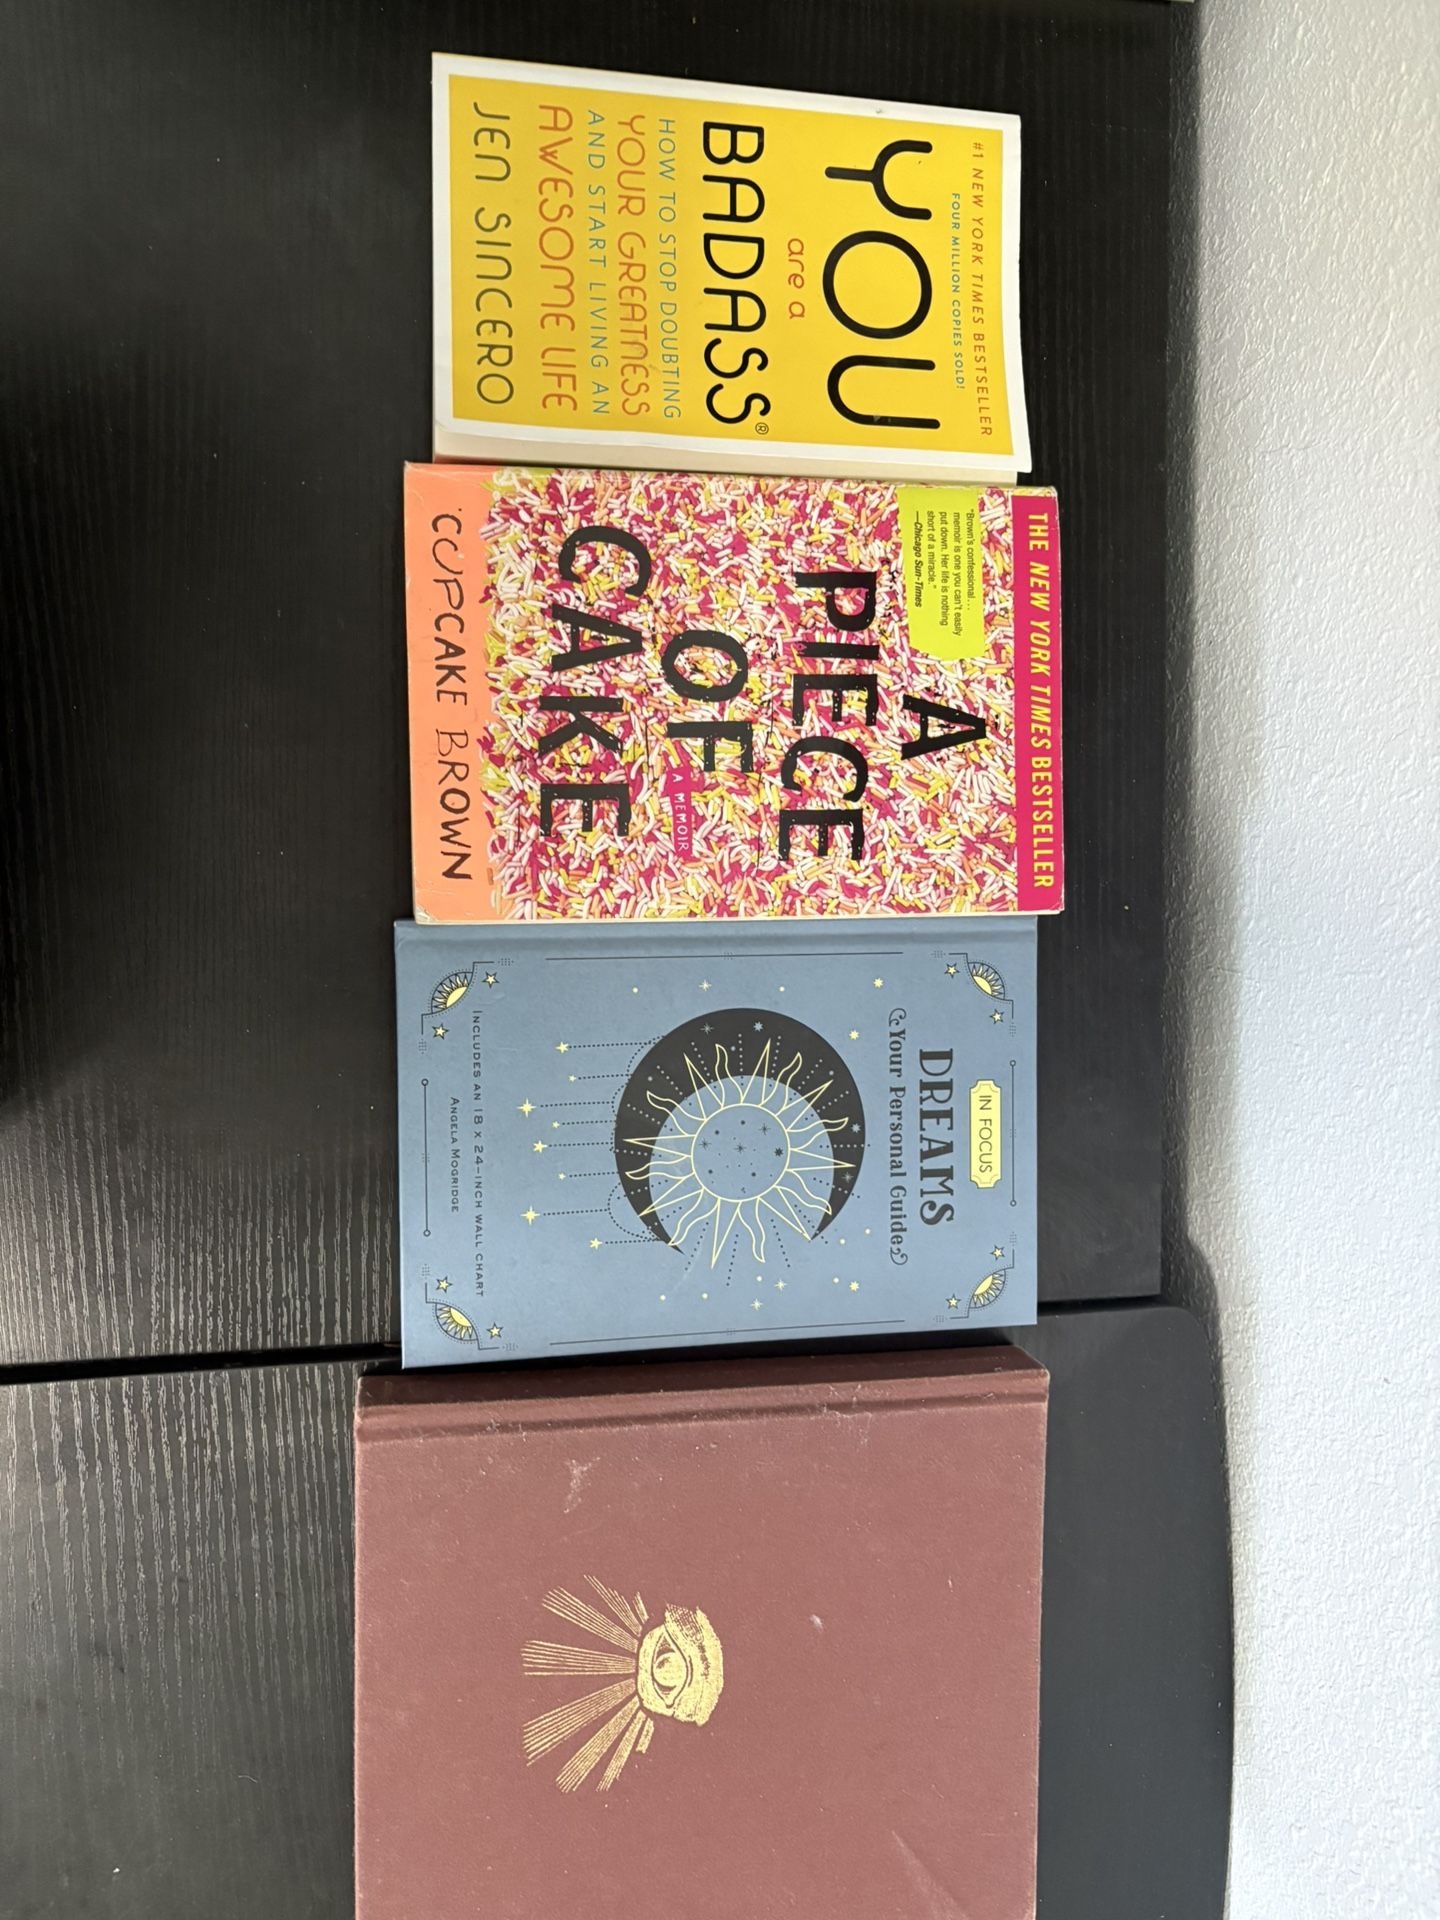 #1 NEW YORK TIMES BESTSELLER
FOUR MILLION COPIES SOLD!
YOU
are a
BADASS®
HOW TO STOP DOUBTING
YOUR GREATNESS
AND START LIVING AN
AWESOME LIFE
JEN SINCERO
THE NEW YORK TIMES BESTSELLER
"Brown's confessional...
memoir is one you can't easily
put down. Her life is nothing
short of a miracle."
—Chicago Sun-Times
A
PIECE
OF
A MEMOIR
CAKE
CUPCAKE BROWN
IN FOCUS
DREAMS
Your Personal Guide
INCLUDES AN 18 X 24-INCH WALL CHART
ANGELA MOGRIDGE